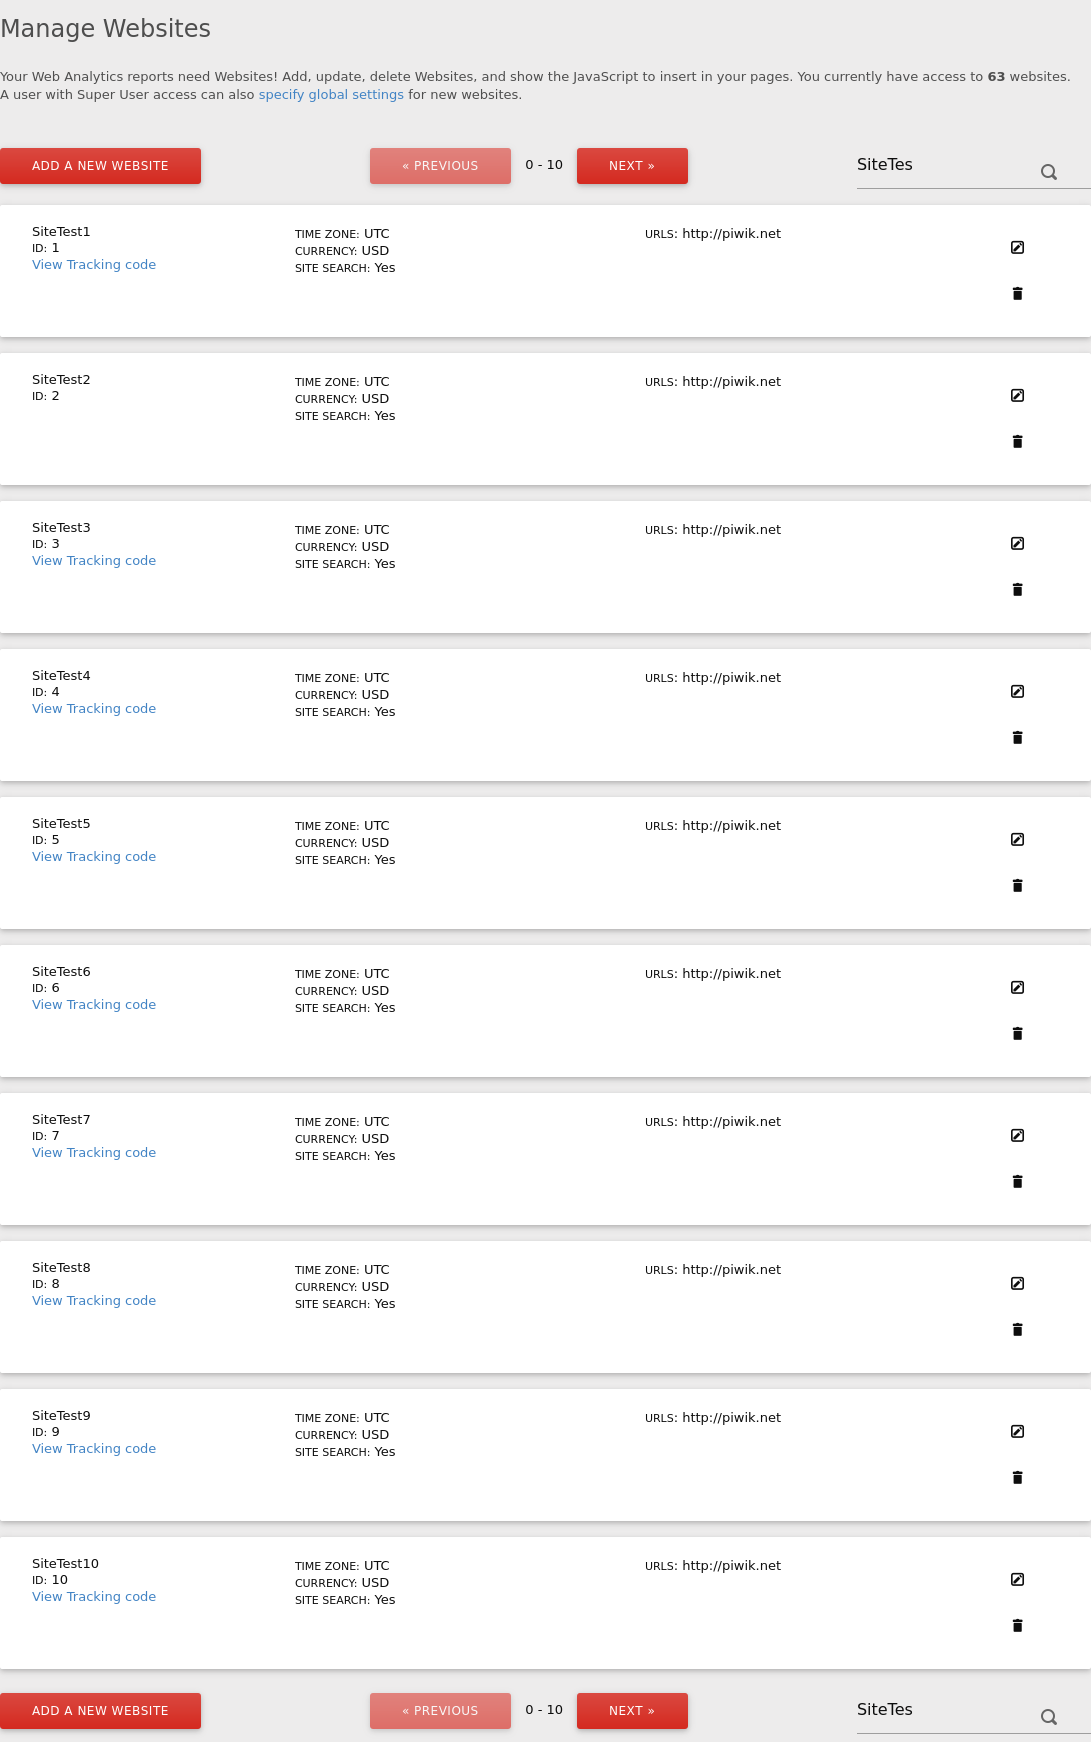 Manage Websites
Your Web Analytics reports need Websites! Add, update, delete Websites, and show the JavaScript to insert in your pages. You currently have access to 63 websites.
A user with Super User access can also specify global settings for new websites.
ADD A NEW WEBSITE « PREVIOUS 0 - 10 NEXT » SiteTes
SiteTest1 TIME ZONE: UTC URLS: http://piwik.net
ID: 1 CURRENCY: USD
View Tracking code SITE SEARCH: Yes
SiteTest2 TIME ZONE: UTC URLS: http://piwik.net
ID: 2 CURRENCY: USD
SITE SEARCH: Yes
SiteTest3 TIME ZONE: UTC URLS: http://piwik.net
ID: 3 CURRENCY: USD
View Tracking code SITE SEARCH: Yes
SiteTest4 TIME ZONE: UTC URLS: http://piwik.net
ID: 4 CURRENCY: USD
View Tracking code SITE SEARCH: Yes
SiteTest5 TIME ZONE: UTC URLS: http://piwik.net
ID: 5 CURRENCY: USD
View Tracking code SITE SEARCH: Yes
SiteTest6 TIME ZONE: UTC URLS: http://piwik.net
ID: 6 CURRENCY: USD
View Tracking code SITE SEARCH: Yes
SiteTest7 TIME ZONE: UTC URLS: http://piwik.net
ID: 7 CURRENCY: USD
View Tracking code SITE SEARCH: Yes
SiteTest8 TIME ZONE: UTC URLS: http://piwik.net
ID: 8 CURRENCY: USD
View Tracking code SITE SEARCH: Yes
SiteTest9 TIME ZONE: UTC URLS: http://piwik.net
ID: 9 CURRENCY: USD
View Tracking code SITE SEARCH: Yes
SiteTest10 TIME ZONE: UTC URLS: http://piwik.net
ID: 10 CURRENCY: USD
View Tracking code SITE SEARCH: Yes
ADD A NEW WEBSITE « PREVIOUS 0 - 10 NEXT » SiteTes